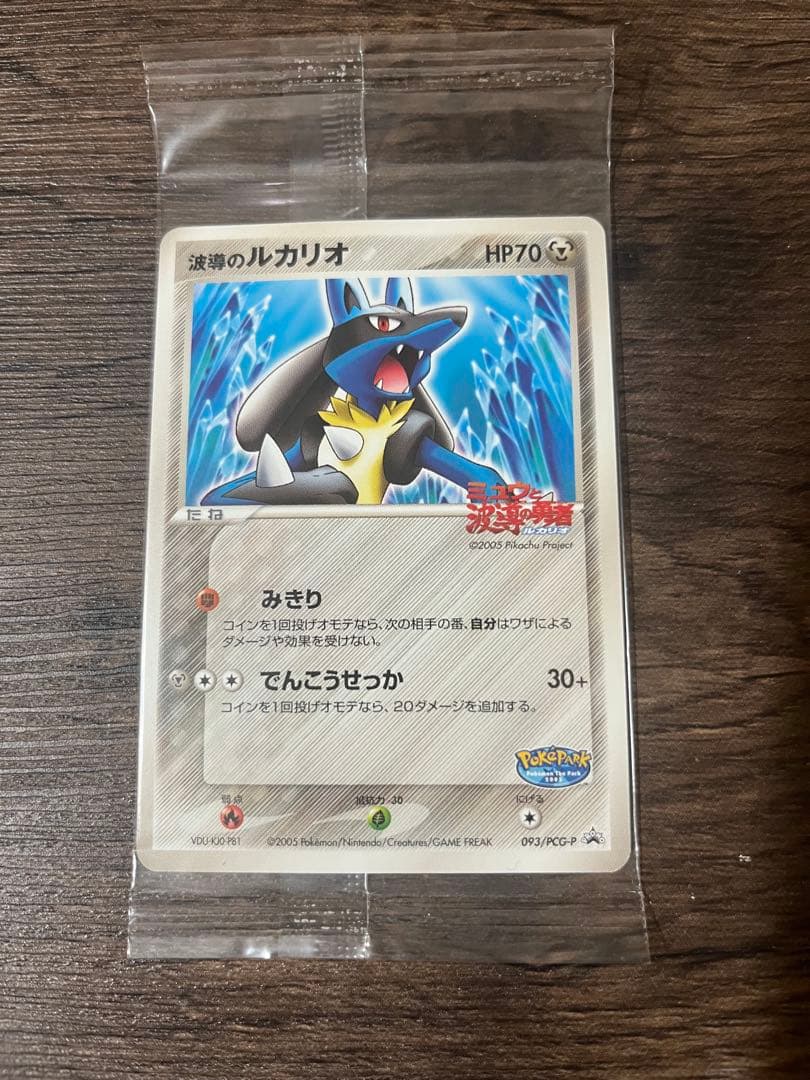 波導のルカリオ HP70
たね
ミュウと
波導の勇者
ルカリオ
©2005 Pikachu Project
みきり
コインを1回投げオモテなら、次の相手の番、自分はワザによる
ダメージや効果を受けない。
でんこうせっか 30+
コインを1回投げオモテなら、20ダメージを追加する。
POKÉPARK
Pokémon The Park
2005
弱点 抵抗力 -30 にげる
VDU-KJ0-P81 ©2005 Pokémon/Nintendo/Creatures/GAME FREAK 093/PCG-P